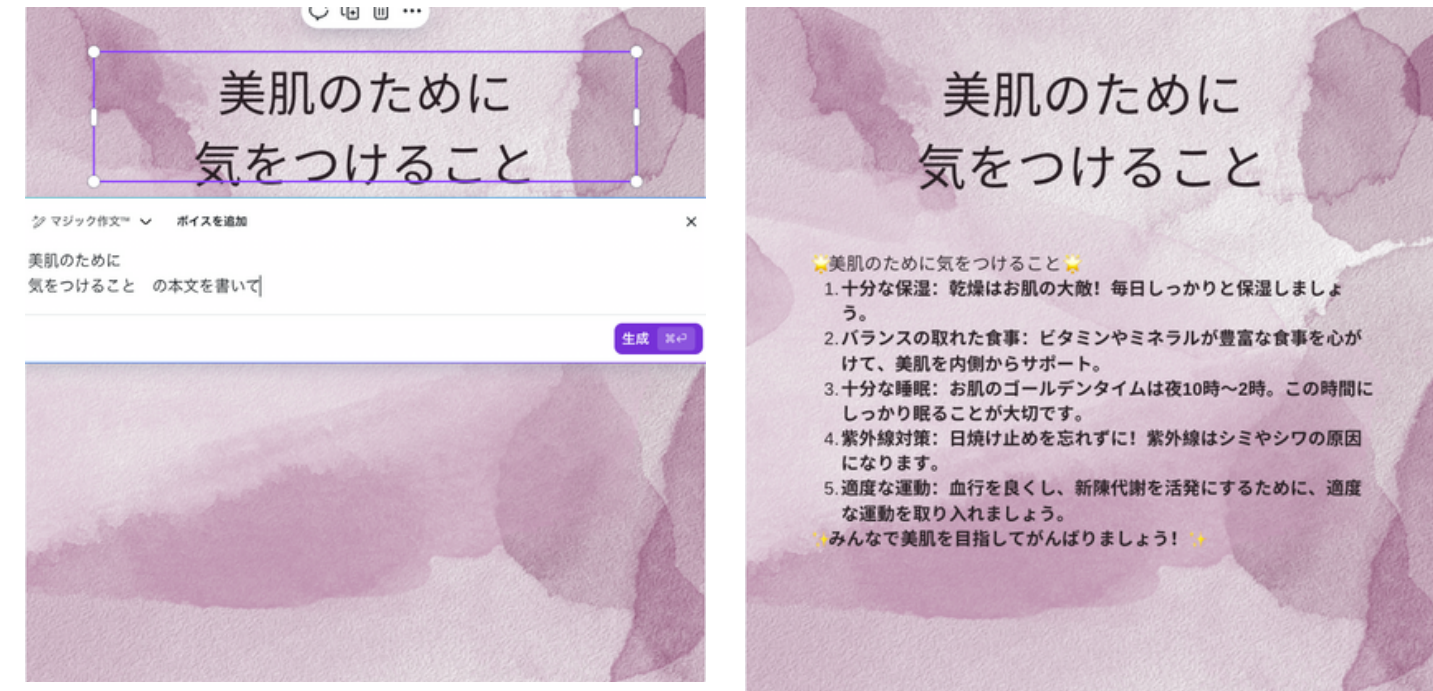 美肌のために
気をつけること
マジック作文™
ボイスを追加
美肌のために
気をつけること　の本文を書いて
生成 ⌘↩
美肌のために
気をつけること
🌟美肌のために気をつけること🌟
1.十分な保湿：乾燥はお肌の大敵！毎日しっかりと保湿しましょ
う。
2.バランスの取れた食事：ビタミンやミネラルが豊富な食事を心が
けて、美肌を内側からサポート。
3.十分な睡眠：お肌のゴールデンタイムは夜10時〜2時。この時間に
しっかり眠ることが大切です。
4.紫外線対策：日焼け止めを忘れずに！紫外線はシミやシワの原因
になります。
5.適度な運動：血行を良くし、新陳代謝を活発にするために、適度
な運動を取り入れましょう。
✨みんなで美肌を目指してがんばりましょう！✨